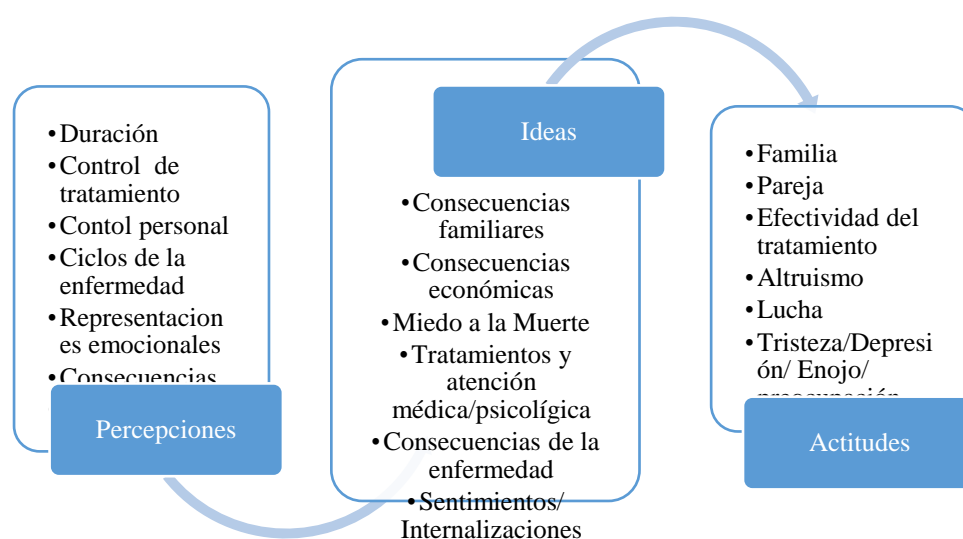 •Duración
•Control de
tratamiento
•Contol personal
•Ciclos de la
enfermedad
•Representacion
es emocionales
•Consecuencias
Percepciones
Ideas
•Consecuencias
familiares
•Consecuencias
económicas
•Miedo a la Muerte
•Tratamientos y
atención
médica/psicolígica
•Consecuencias de la
enfermedad
•Sentimientos/
Internalizaciones
•Familia
•Pareja
•Efectividad del
tratamiento
•Altruismo
•Lucha
•Tristeza/Depresi
ón/ Enojo/
preocupación
Actitudes